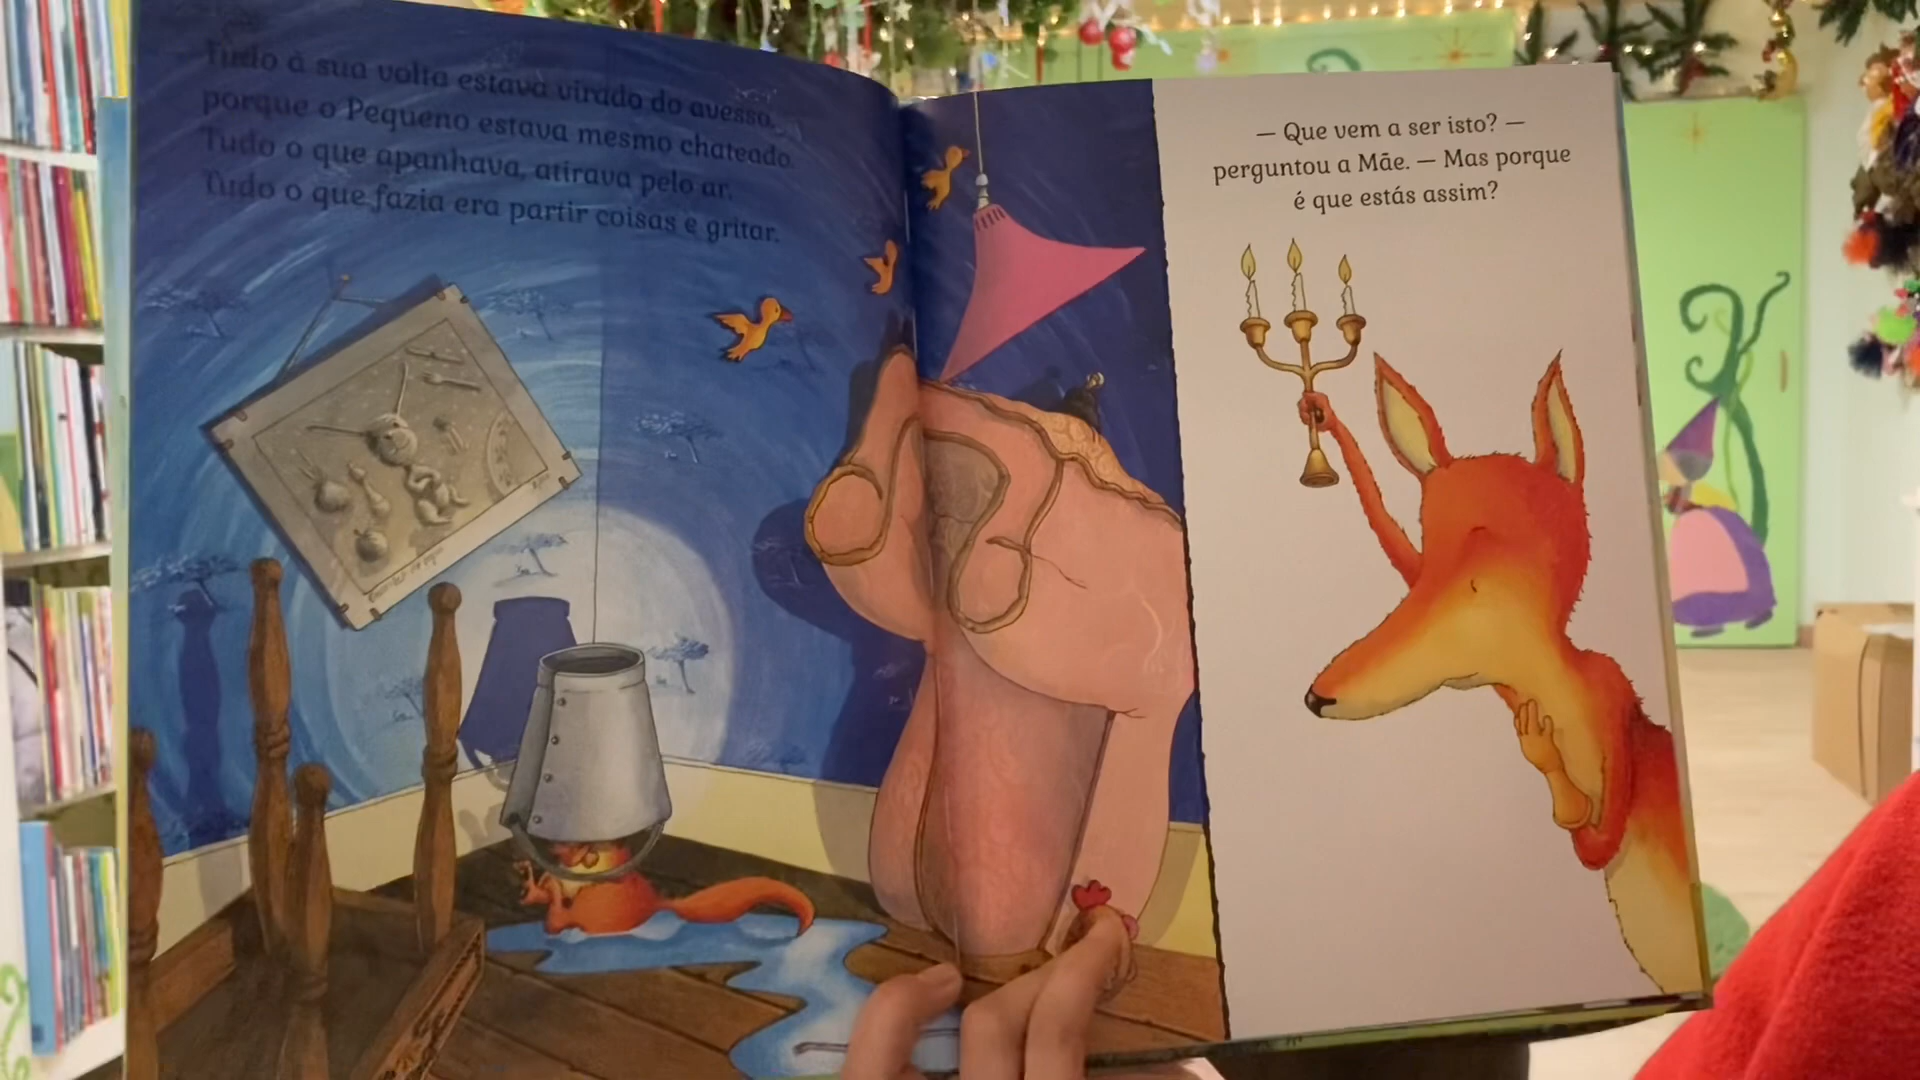 Tudo à sua volta estava virado do avesso,
porque o Pequeno estava mesmo chateado.
Tudo o que apanhava, atirava pelo ar.
Tudo o que fazia era partir coisas e gritar.
— Que vem a ser isto? —
perguntou a Mãe. — Mas porque
é que estás assim?